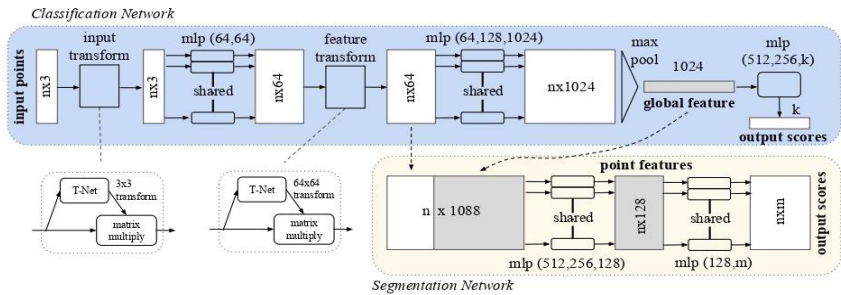 Classification Network
input points
nx3
input
transform
nx3
mlp (64,64)
shared
nx64
feature
transform
nx64
mlp (64,128,1024)
shared
nx1024
max
pool
1024
global feature
mlp
(512,256,k)
k
output scores
T-Net
3x3
transform
matrix
multiply
T-Net
64x64
transform
matrix
multiply
point features
n x 1088
shared
mlp (512,256,128)
nx128
shared
mlp (128,m)
nxm
output scores
Segmentation Network